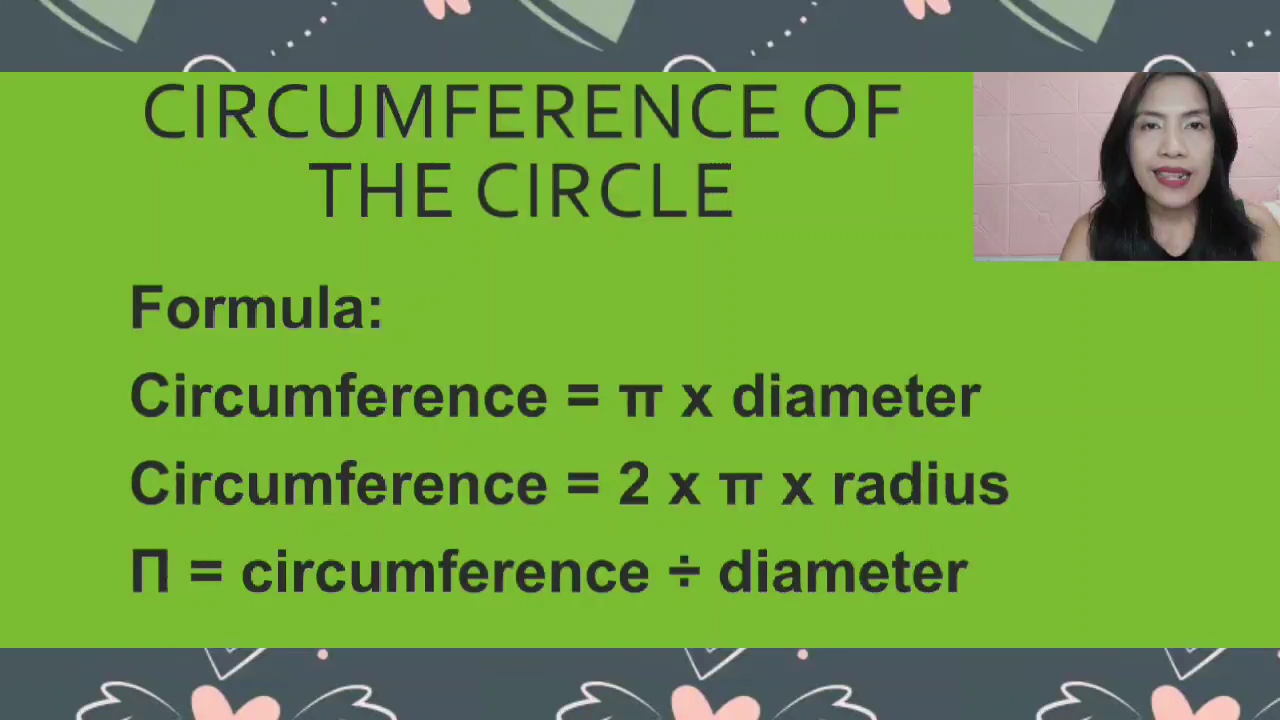 CIRCUMFERENCE OF
THE CIRCLE
Formula:
Circumference = π x diameter
Circumference = 2 x π x radius
Π = circumference ÷ diameter